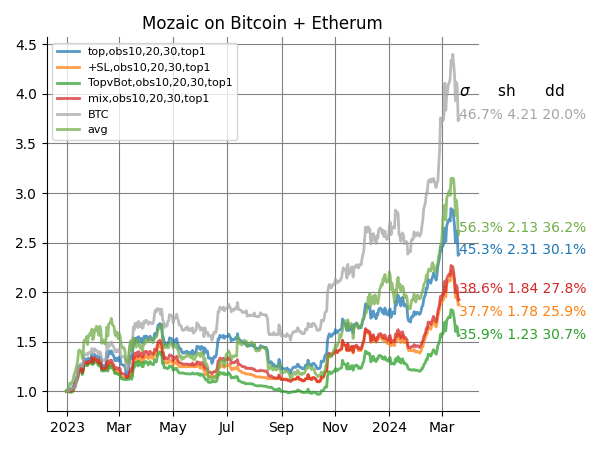 Mozaic on Bitcoin + Etherum
4.5
4.0
3.5
3.0
2.5
2.0
1.5
1.0
top,obs10,20,30,top1
+SL,obs10,20,30,top1
TopvBot,obs10,20,30,top1
mix,obs10,20,30,top1
BTC
avg
σ sh dd
46.7% 4.21 20.0%
56.3% 2.13 36.2%
45.3% 2.31 30.1%
38.6% 1.84 27.8%
37.7% 1.78 25.9%
35.9% 1.23 30.7%
2023 Mar May Jul Sep Nov 2024 Mar